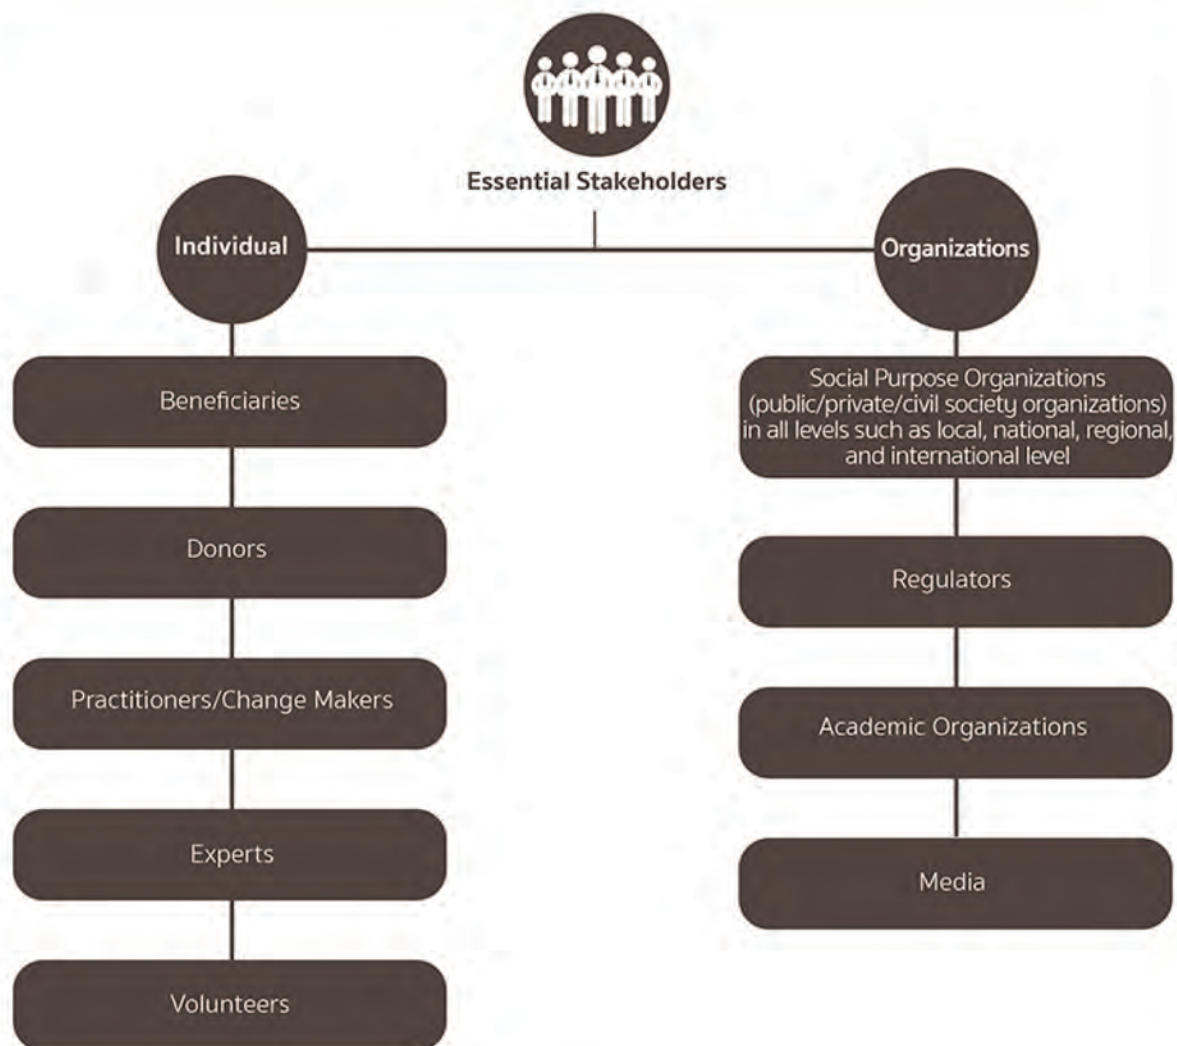 Essential Stakeholders
Individual
Beneficiaries
Donors
Practitioners/Change Makers
Experts
Volunteers
Organizations
Social Purpose Organizations
(public/private/civil society organizations)
in all levels such as local, national, regional,
and international level
Regulators
Academic Organizations
Media